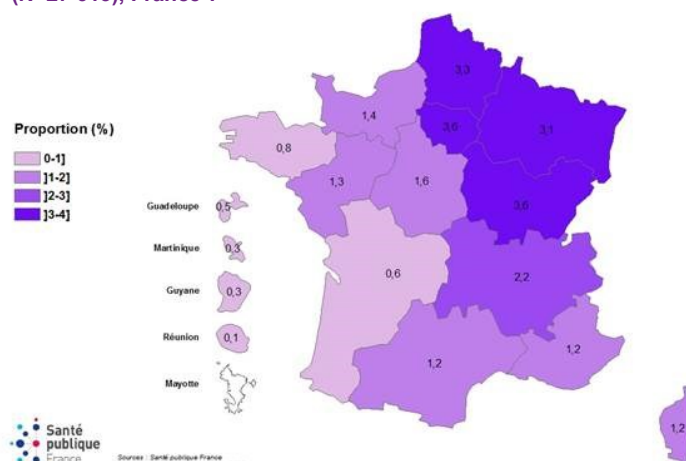 Proportion (%)
0-1]
]1-2]
]2-3]
]3-4]
3,3
3,6
3,1
1,4
0,8
1,3
1,6
3,6
0,6
2,2
1,2
1,2
1,2
Guadeloupe
0,5
Martinique
0,3
Guyane
0,3
Réunion
0,1
Mayotte
Santé
publique
France
Sources : Santé publique France